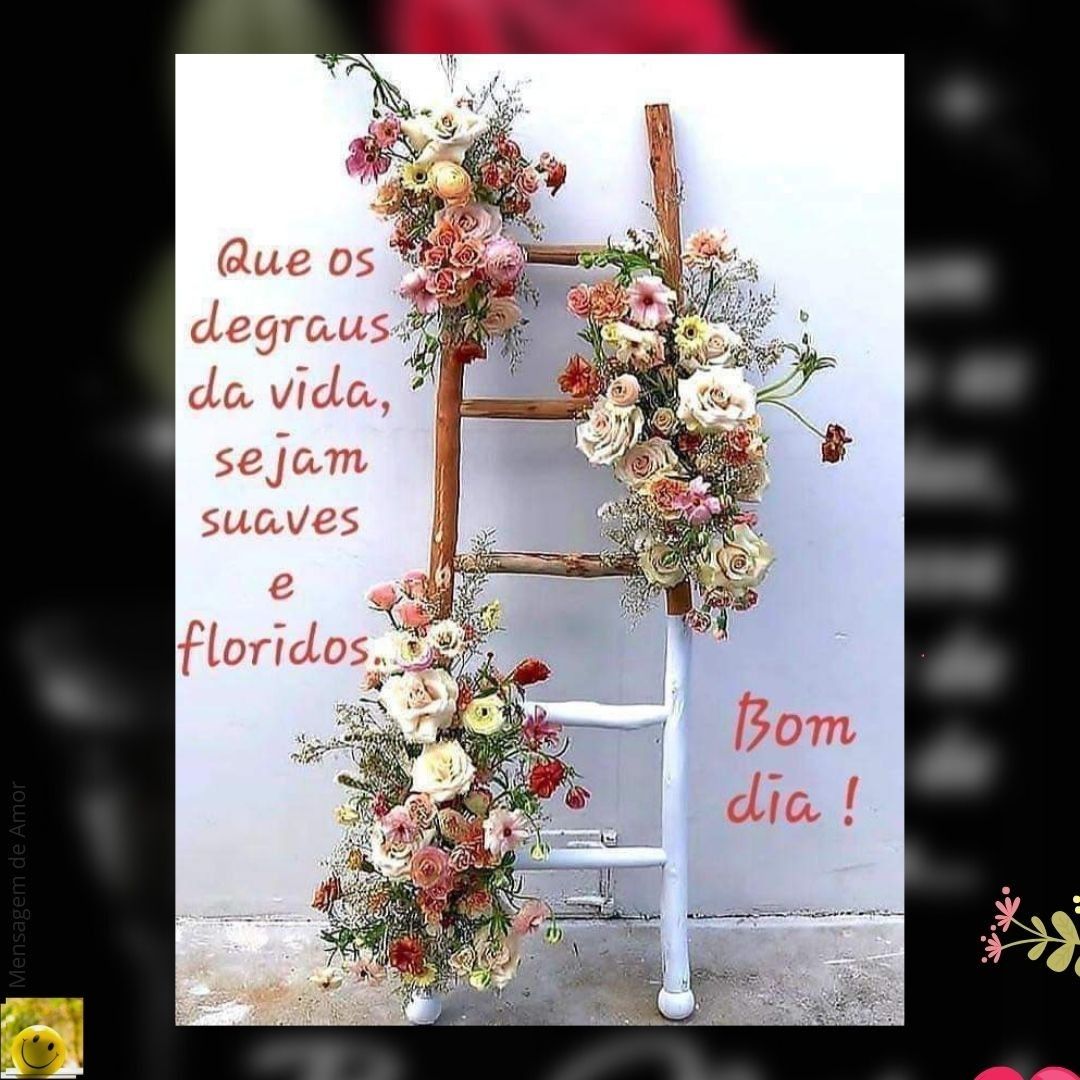 Que os
degraus
da vida,
sejam
suaves
e
floridos.
Bom
dia !
Mensagem de Amor